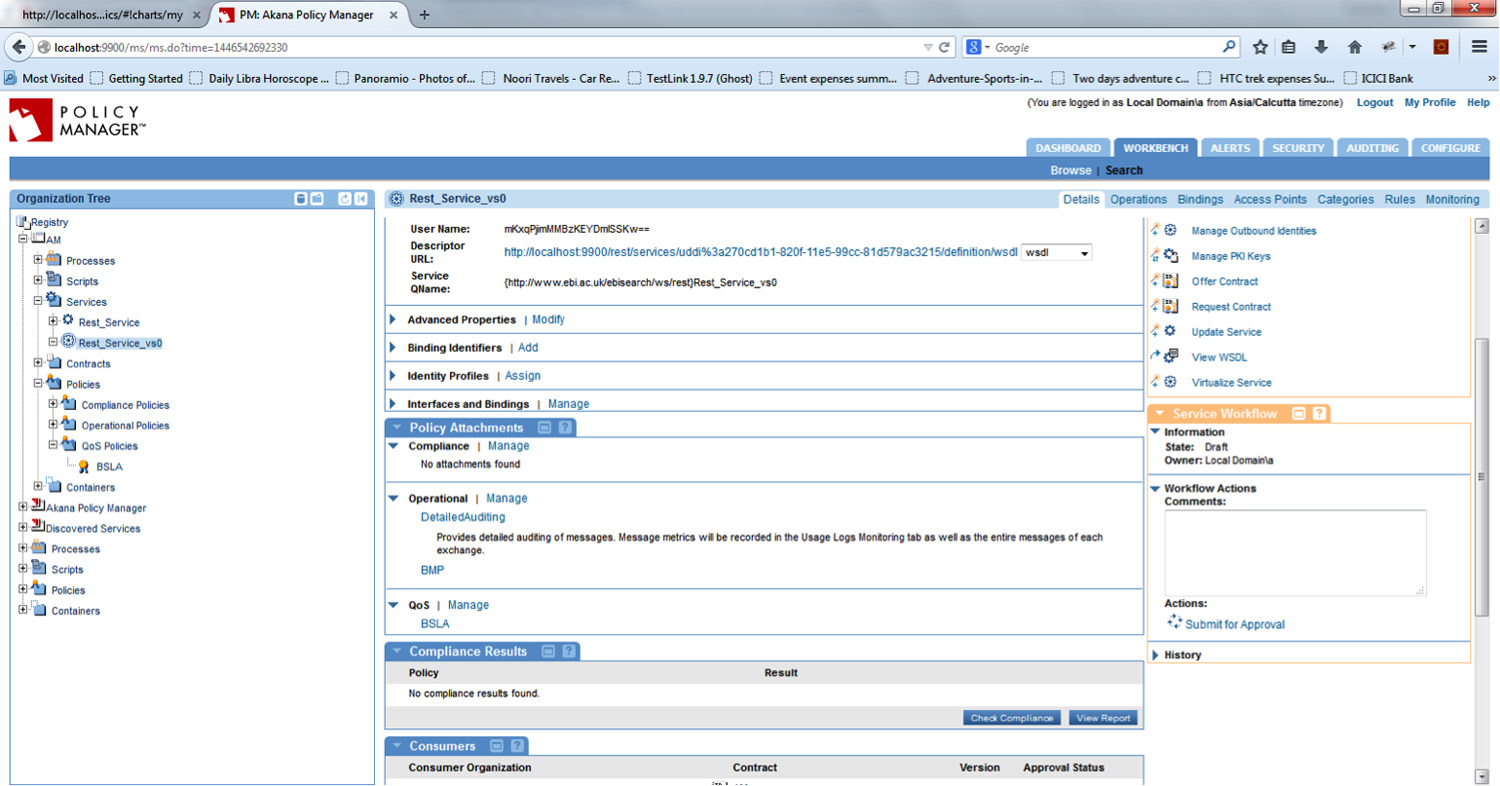 http://localhos...ics/#!charts/my
PM: Akana Policy Manager
localhost:9900/ms/ms.do?time=1446542692330
Google
Most Visited
Getting Started
Daily Libra Horoscope ...
Panoramio - Photos of...
Noori Travels - Car Re...
TestLink 1.9.7 (Ghost)
Event expenses summ...
Adventure-Sports-in-...
Two days adventure c...
HTC trek expenses Su...
ICICI Bank
POLICY
MANAGER™
(You are logged in as Local Domain\a from Asia/Calcutta timezone) Logout My Profile Help
DASHBOARD WORKBENCH ALERTS SECURITY AUDITING CONFIGURE
Browse | Search
Organization Tree
Registry
AM
Processes
Scripts
Services
Rest_Service
Rest_Service_vs0
Contracts
Policies
Compliance Policies
Operational Policies
QoS Policies
BSLA
Containers
Akana Policy Manager
Discovered Services
Processes
Scripts
Policies
Containers
Rest_Service_vs0
Details Operations Bindings Access Points Categories Rules Monitoring
User Name: mKxqPjimMMBzKEYDmlSSKw==
Descriptor URL: http://localhost:9900/rest/services/uddi%3a270cd1b1-820f-11e5-99cc-81d579ac3215/definition/wsdl wsdl
Service QName: {http://www.ebi.ac.uk/ebisearch/ws/rest}Rest_Service_vs0
Advanced Properties | Modify
Binding Identifiers | Add
Identity Profiles | Assign
Interfaces and Bindings | Manage
Policy Attachments
Compliance | Manage
No attachments found
Operational | Manage
DetailedAuditing
Provides detailed auditing of messages. Message metrics will be recorded in the Usage Logs Monitoring tab as well as the entire messages of each
exchange.
BMP
QoS | Manage
BSLA
Compliance Results
Policy Result
No compliance results found.
Check Compliance View Report
Consumers
Consumer Organization Contract Version Approval Status
Manage Outbound Identities
Manage PKI Keys
Offer Contract
Request Contract
Update Service
View WSDL
Virtualize Service
Service Workflow
Information
State: Draft
Owner: Local Domain\a
Workflow Actions
Comments:
Actions:
Submit for Approval
History